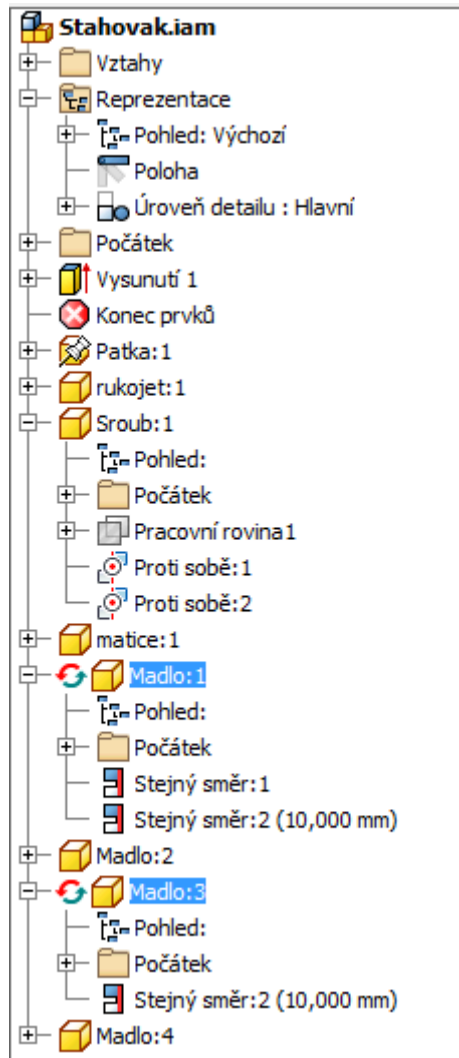 Stahovak.iam
Vztahy
Reprezentace
Pohled: Výchozí
Poloha
Úroveň detailu : Hlavní
Počátek
Vysunutí 1
Konec prvků
Patka:1
rukojet:1
Sroub:1
Pohled:
Počátek
Pracovní rovina1
Proti sobě:1
Proti sobě:2
matice:1
Madlo:1
Pohled:
Počátek
Stejný směr:1
Stejný směr:2 (10,000 mm)
Madlo:2
Madlo:3
Pohled:
Počátek
Stejný směr:2 (10,000 mm)
Madlo:4